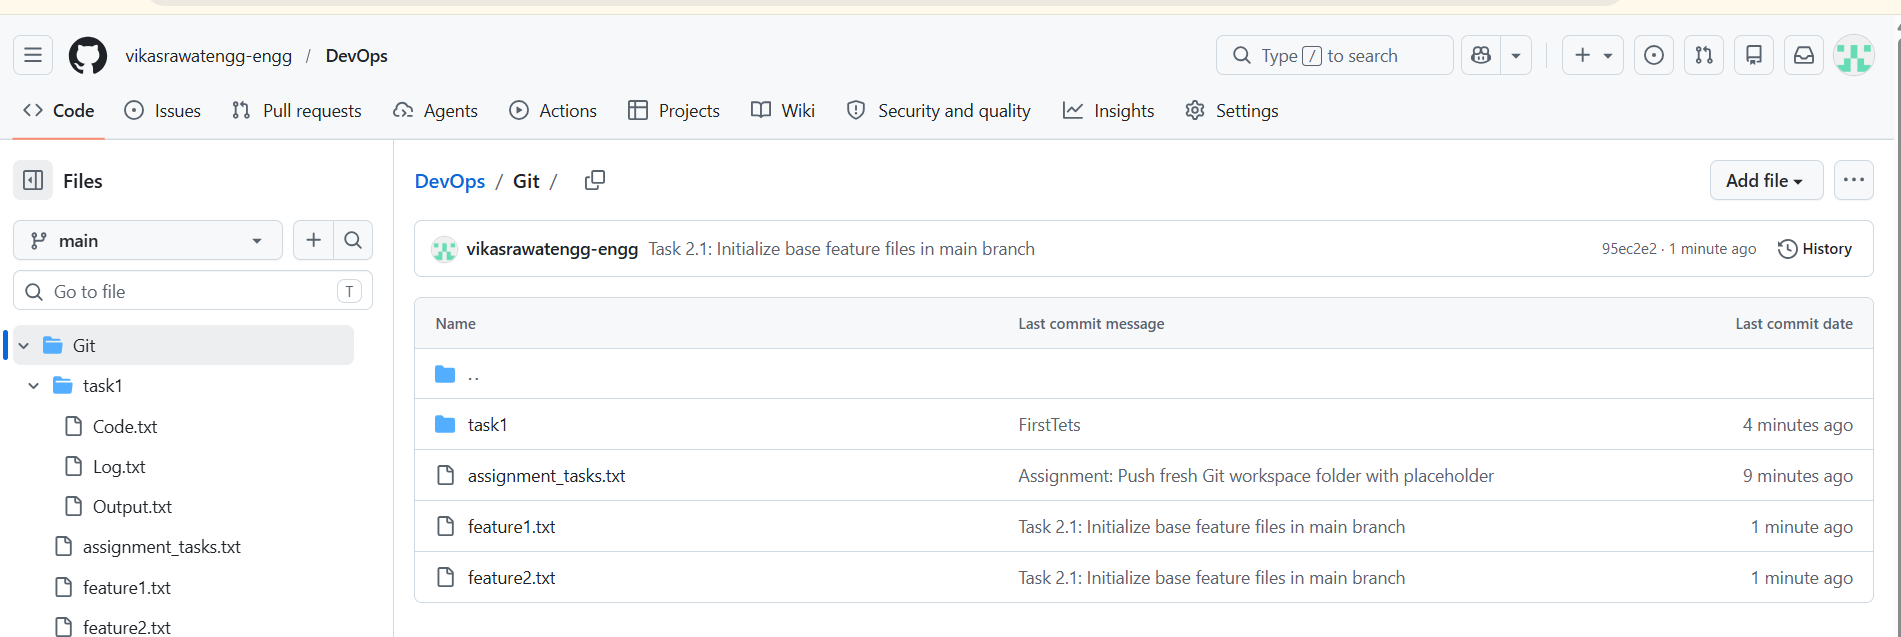 vikasrawatengg-engg / DevOps
Type / to search
Code Issues Pull requests Agents Actions Projects Wiki Security and quality Insights Settings
Files
main
Go to file T
Git
task1
Code.txt
Log.txt
Output.txt
assignment_tasks.txt
feature1.txt
feature2.txt
DevOps / Git /
Add file
vikasrawatengg-engg Task 2.1: Initialize base feature files in main branch 95ec2e2 · 1 minute ago History
Name Last commit message Last commit date
..
task1 FirstTets 4 minutes ago
assignment_tasks.txt Assignment: Push fresh Git workspace folder with placeholder 9 minutes ago
feature1.txt Task 2.1: Initialize base feature files in main branch 1 minute ago
feature2.txt Task 2.1: Initialize base feature files in main branch 1 minute ago